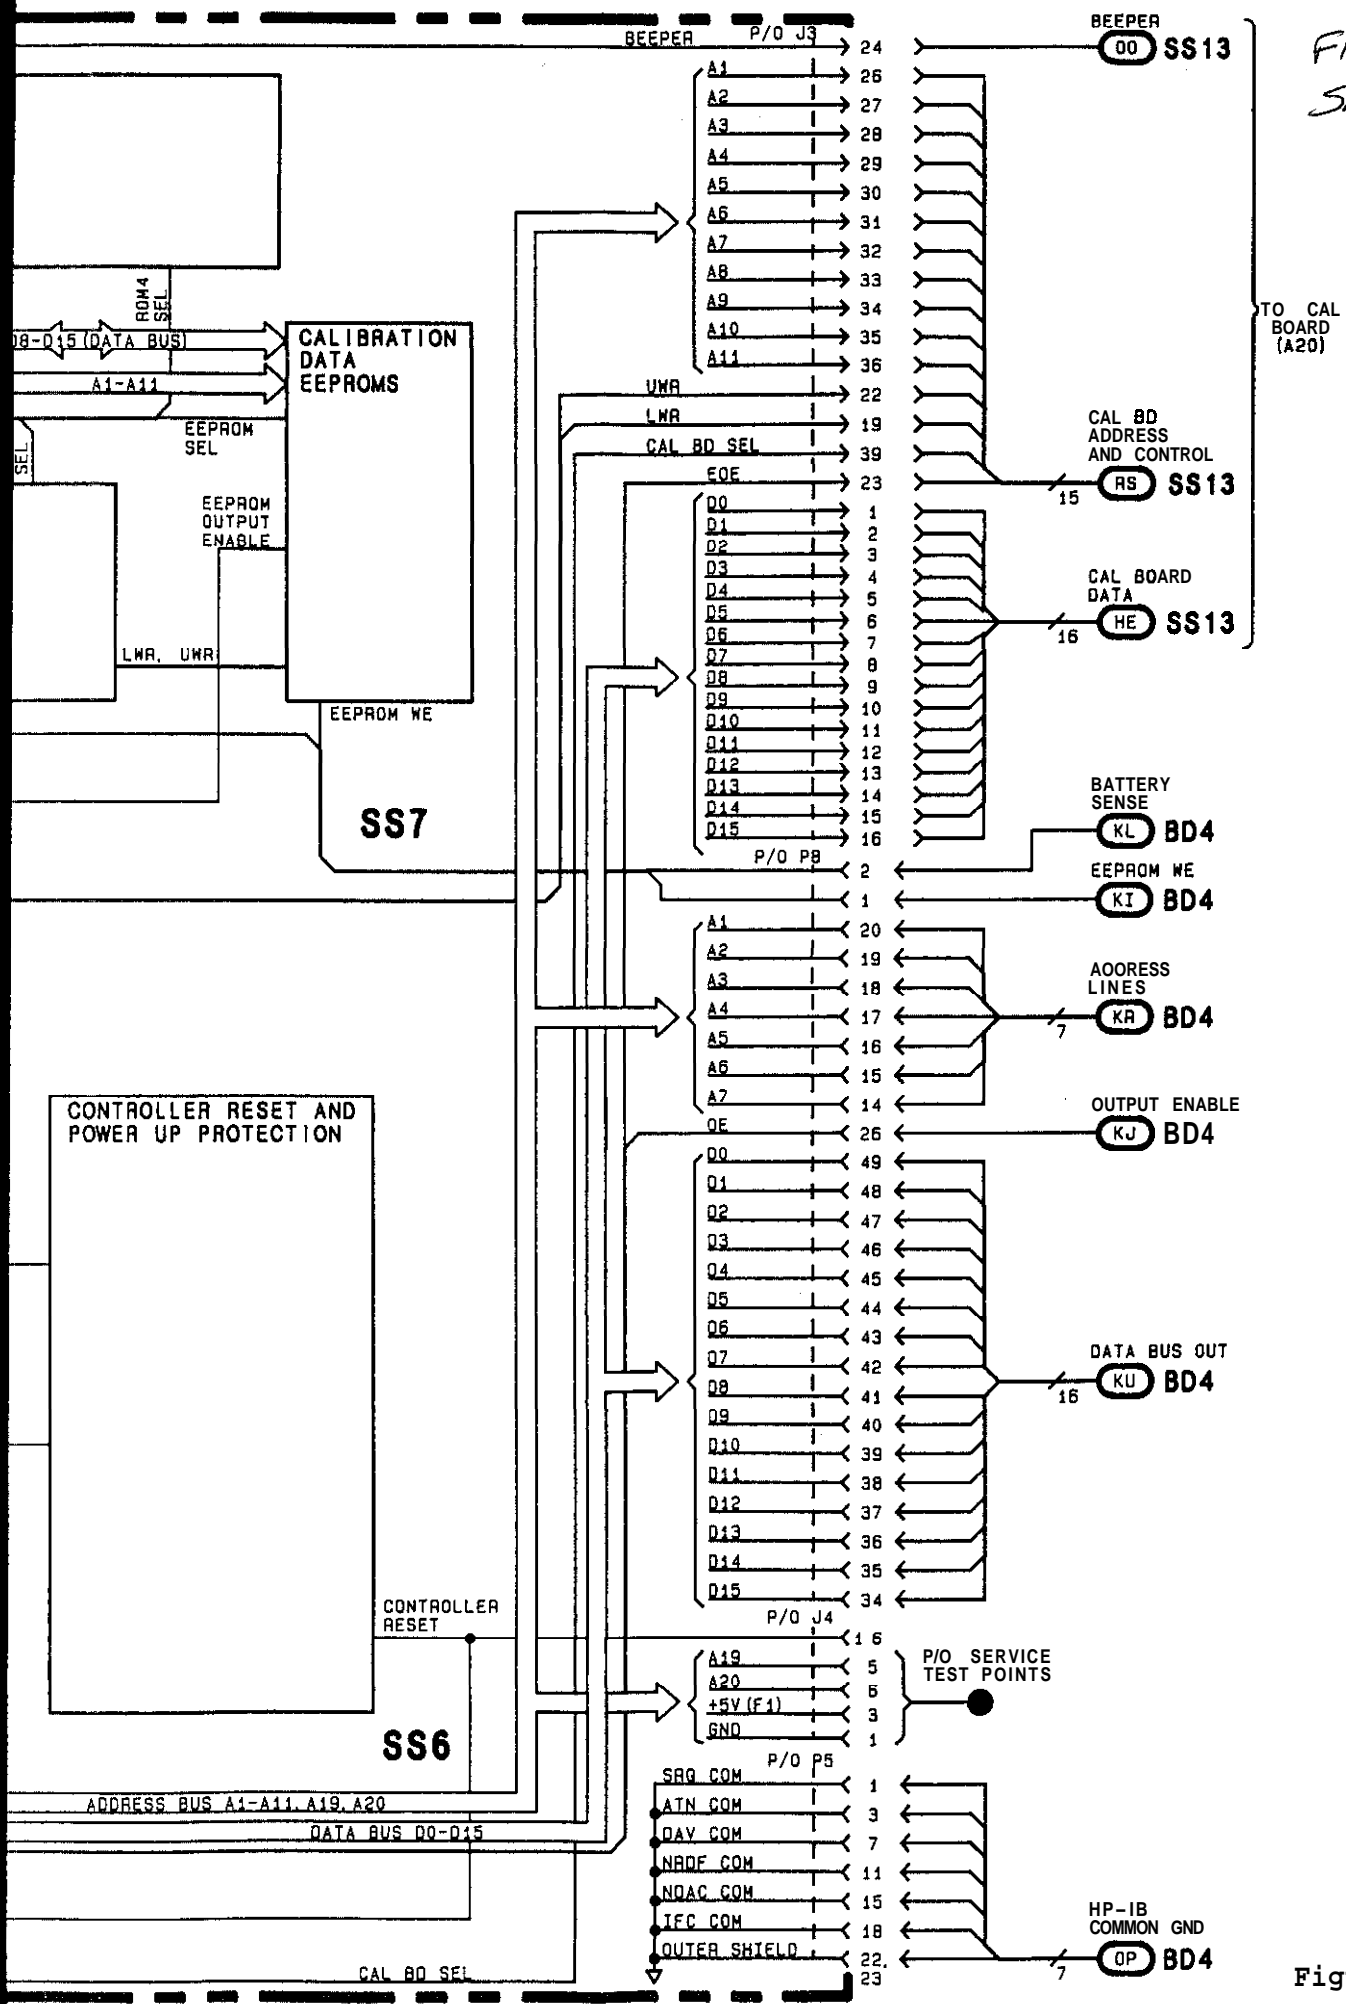 BEEPER
P/O J3
24
BEEPER
OO SS13
A1
26
A2
27
A3
28
A4
29
A5
30
A6
31
A7
32
A8
33
A9
34
A10
35
A11
36
UWR
22
LWR
19
CAL BD SEL
39
EOE
23
TO CAL
BOARD
(A20)
CAL BD
ADDRESS
AND CONTROL
RS SS13
15
ROM4
SEL
D8-D15 (DATA BUS)
A1-A11
CALIBRATION
DATA
EEPROMS
EEPROM
SEL
SEL
EEPROM
OUTPUT
ENABLE
LWR, UWR
EEPROM WE
SS7
D0
1
D1
2
D2
3
D3
4
D4
5
D5
6
D6
7
D7
8
D8
9
D9
10
D10
11
D11
12
D12
13
D13
14
D14
15
D15
16
CAL BOARD
DATA
HE SS13
16
P/O P8
2
1
BATTERY
SENSE
KL BD4
EEPROM WE
KI BD4
A1
20
A2
19
A3
18
A4
17
A5
16
A6
15
A7
14
OE
26
AOORESS
LINES
KA BD4
7
OUTPUT ENABLE
KJ BD4
CONTROLLER RESET AND
POWER UP PROTECTION
D0
49
D1
48
D2
47
D3
46
D4
45
D5
44
D6
43
D7
42
D8
41
D9
40
D10
39
D11
38
D12
37
D13
36
D14
35
D15
34
DATA BUS OUT
KU BD4
16
CONTROLLER
RESET
P/O J4
16
A19
5
A20
6
+5V (F1)
3
GND
1
P/O SERVICE
TEST POINTS
SS6
P/O P5
SRQ COM
1
ATN COM
3
DAV COM
7
NRDF COM
11
NDAC COM
15
IFC COM
18
OUTER SHIELD
22,
23
ADDRESS BUS A1-A11, A19, A20
DATA BUS D0-D15
CAL BD SEL
HP-IB
COMMON GND
OP BD4
7
Fig